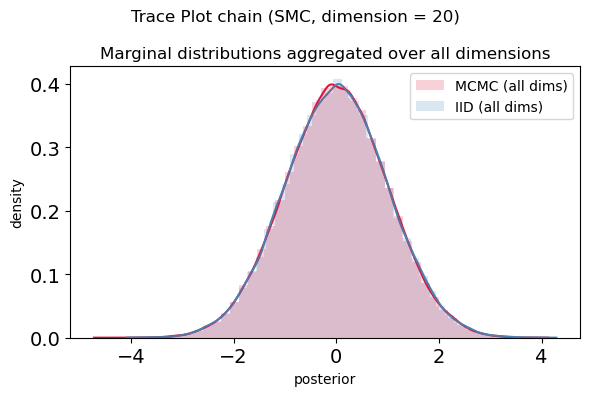 Trace Plot chain (SMC, dimension = 20)
Marginal distributions aggregated over all dimensions
MCMC (all dims)
IID (all dims)
density
0.4
0.3
0.2
0.1
0.0
−4 −2 0 2 4
posterior